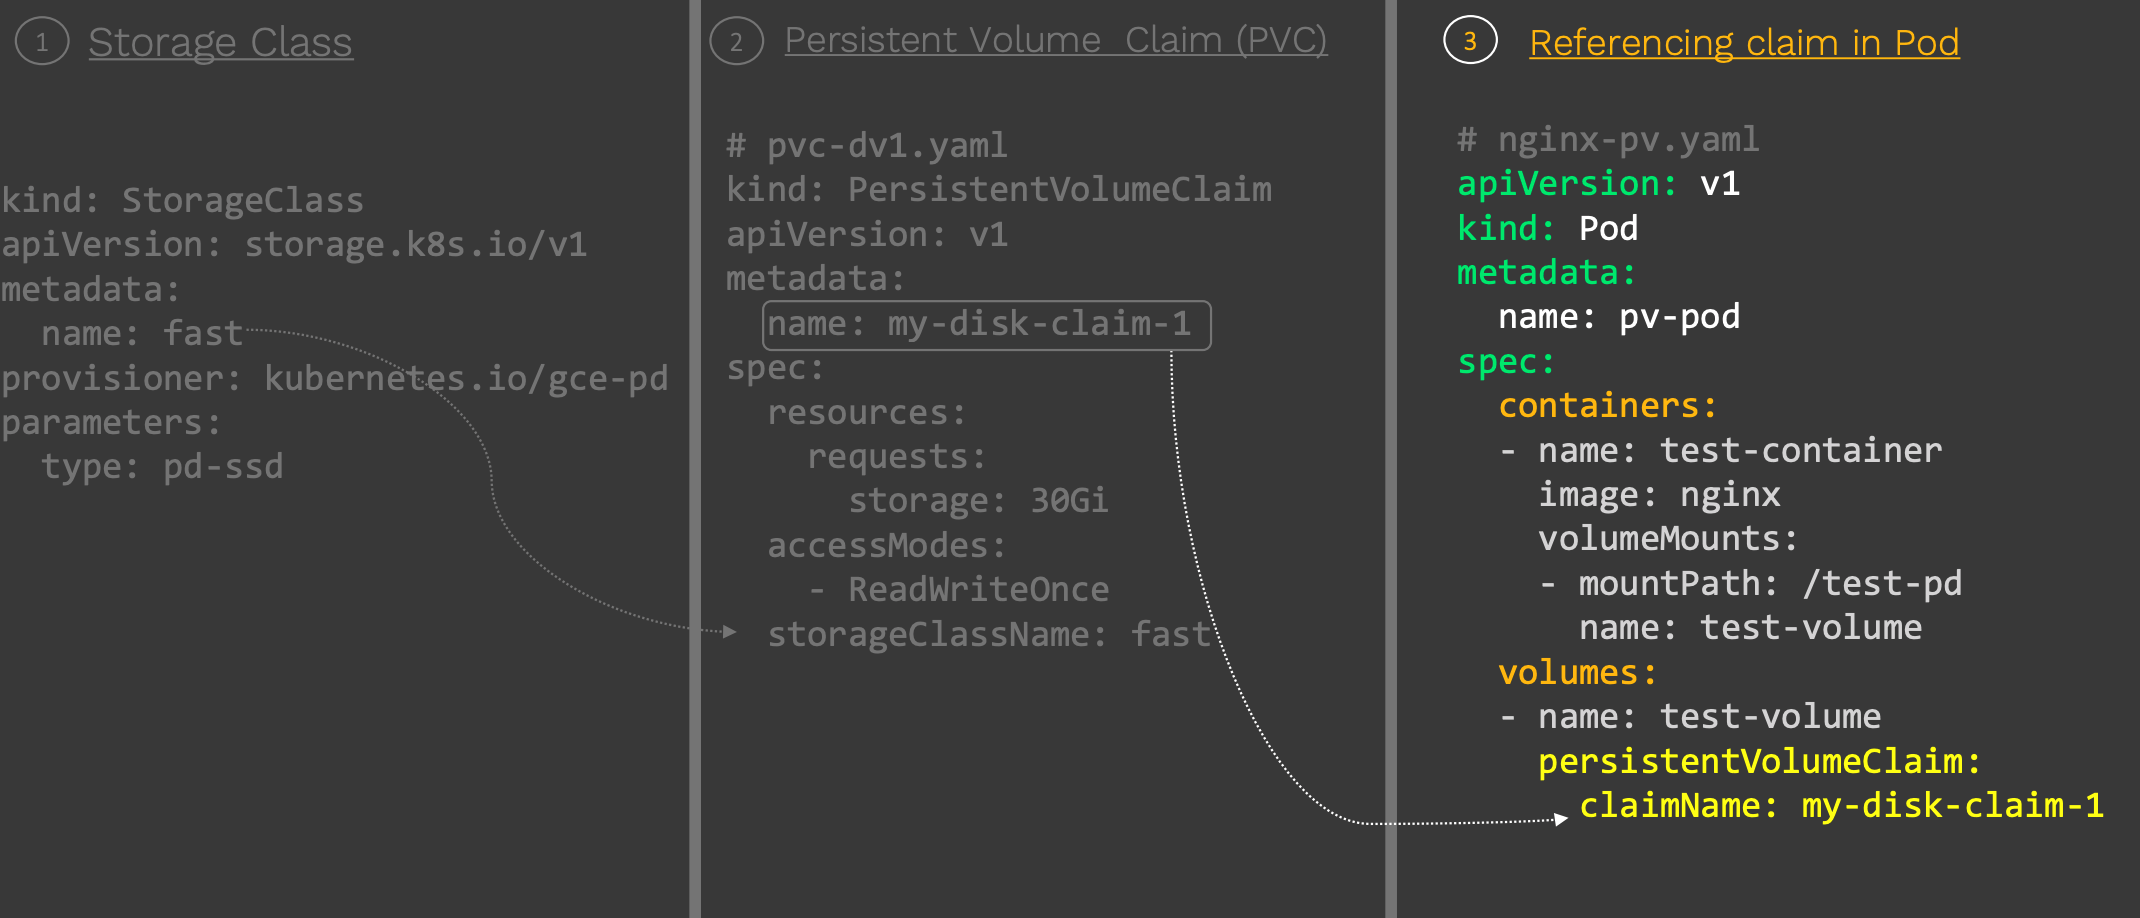 1 Storage Class
kind: StorageClass
apiVersion: storage.k8s.io/v1
metadata:
  name: fast
provisioner: kubernetes.io/gce-pd
parameters:
  type: pd-ssd
2 Persistent Volume  Claim (PVC)
# pvc-dv1.yaml
kind: PersistentVolumeClaim
apiVersion: v1
metadata:
  name: my-disk-claim-1
spec:
  resources:
    requests:
      storage: 30Gi
  accessModes:
    - ReadWriteOnce
  storageClassName: fast
3 Referencing claim in Pod
# nginx-pv.yaml
apiVersion: v1
kind: Pod
metadata:
  name: pv-pod
spec:
  containers:
  - name: test-container
    image: nginx
    volumeMounts:
    - mountPath: /test-pd
      name: test-volume
  volumes:
  - name: test-volume
    persistentVolumeClaim:
      claimName: my-disk-claim-1